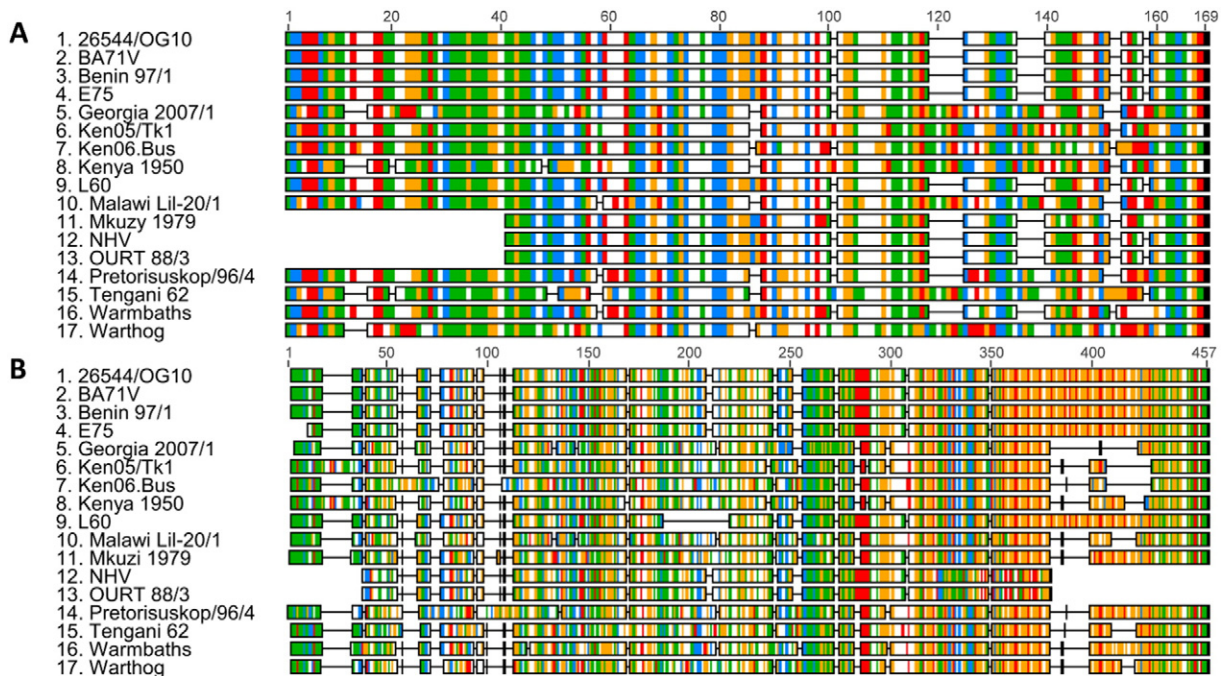 1 20 40 60 80 100 120 140 160 169
A
1. 26544/OG10
2. BA71V
3. Benin 97/1
4. E75
5. Georgia 2007/1
6. Ken05/Tk1
7. Ken06.Bus
8. Kenya 1950
9. L60
10. Malawi Lil-20/1
11. Mkuzy 1979
12. NHV
13. OURT 88/3
14. Pretorisuskop/96/4
15. Tengani 62
16. Warmbaths
17. Warthog
B
1 50 100 150 200 250 300 350 400 457
1. 26544/OG10
2. BA71V
3. Benin 97/1
4. E75
5. Georgia 2007/1
6. Ken05/Tk1
7. Ken06.Bus
8. Kenya 1950
9. L60
10. Malawi Lil-20/1
11. Mkuzi 1979
12. NHV
13. OURT 88/3
14. Pretorisuskop/96/4
15. Tengani 62
16. Warmbaths
17. Warthog